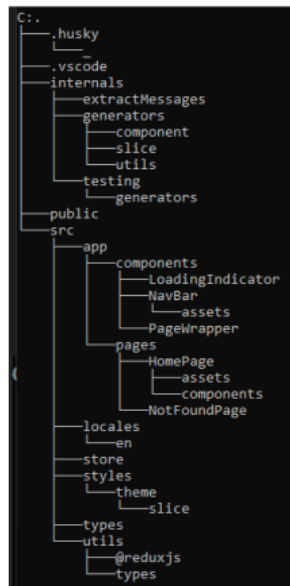 C:.
├───.husky
│   └───_
├───.vscode
├───internals
│   ├───extractMessages
│   ├───generators
│   │   ├───component
│   │   ├───slice
│   │   └───utils
│   └───testing
│       └───generators
├───public
└───src
    ├───app
    │   ├───components
    │   │   ├───LoadingIndicator
    │   │   ├───NavBar
    │   │   │   └───assets
    │   │   └───PageWrapper
    │   └───pages
    │       ├───HomePage
    │       │   ├───assets
    │       │   └───components
    │       └───NotFoundPage
    ├───locales
    │   └───en
    ├───store
    ├───styles
    │   └───theme
    │       └───slice
    ├───types
    └───utils
        ├───@reduxjs
        └───types